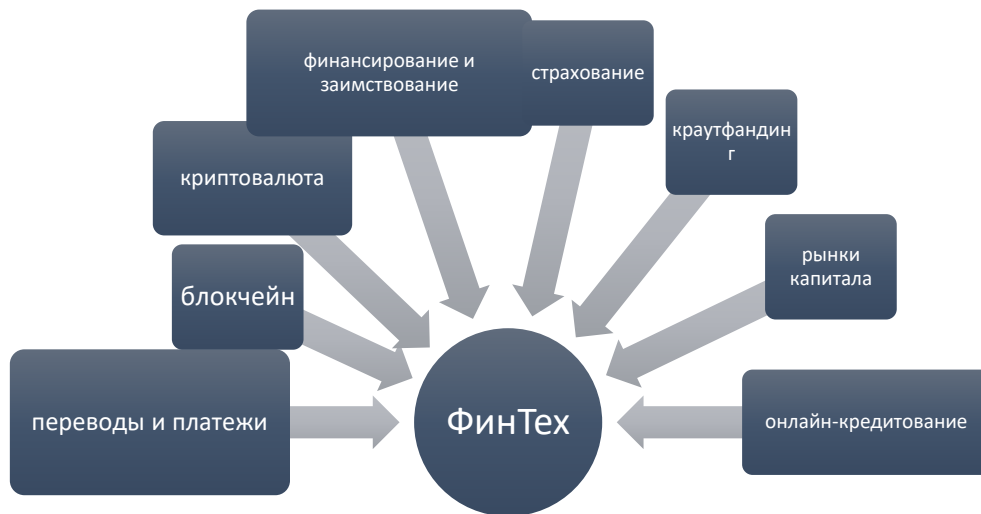 финансирование и
заимствование
страхование
краутфандин
г
криптовалюта
рынки
капитала
блокчейн
переводы и платежи
ФинТех
онлайн-кредитование